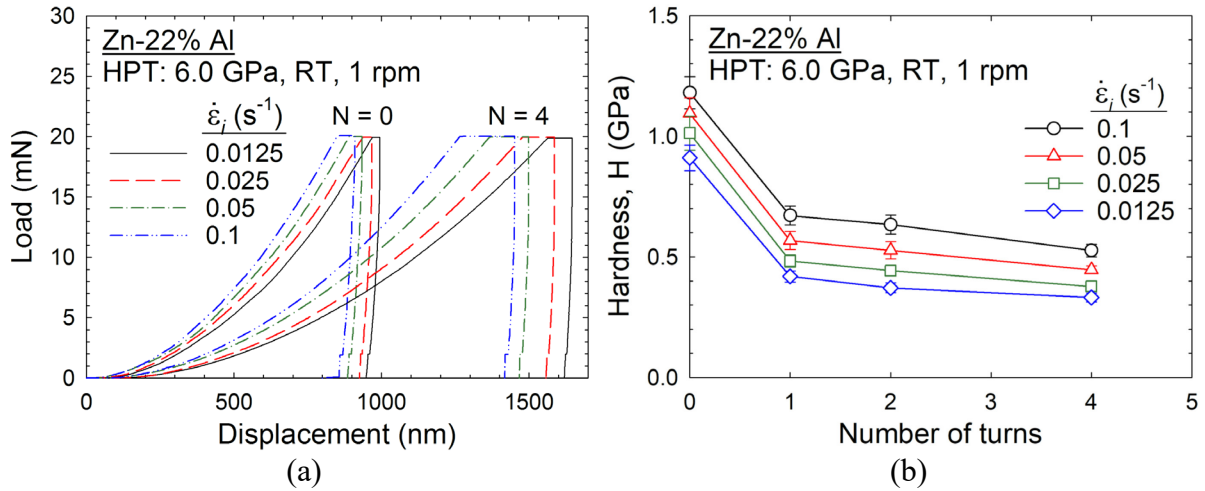 (a)
30
25
20
15
10
5
0
Load (mN)
Zn-22% Al
HPT: 6.0 GPa, RT, 1 rpm
ε̇i (s-1)
0.0125
0.025
0.05
0.1
N = 0
N = 4
0 500 1000 1500
Displacement (nm)
(a)
(b)
1.5
1.0
0.5
0.0
Hardness, H (GPa)
Zn-22% Al
HPT: 6.0 GPa, RT, 1 rpm
ε̇i (s-1)
0.1
0.05
0.025
0.0125
0 1 2 3 4 5
Number of turns
(b)